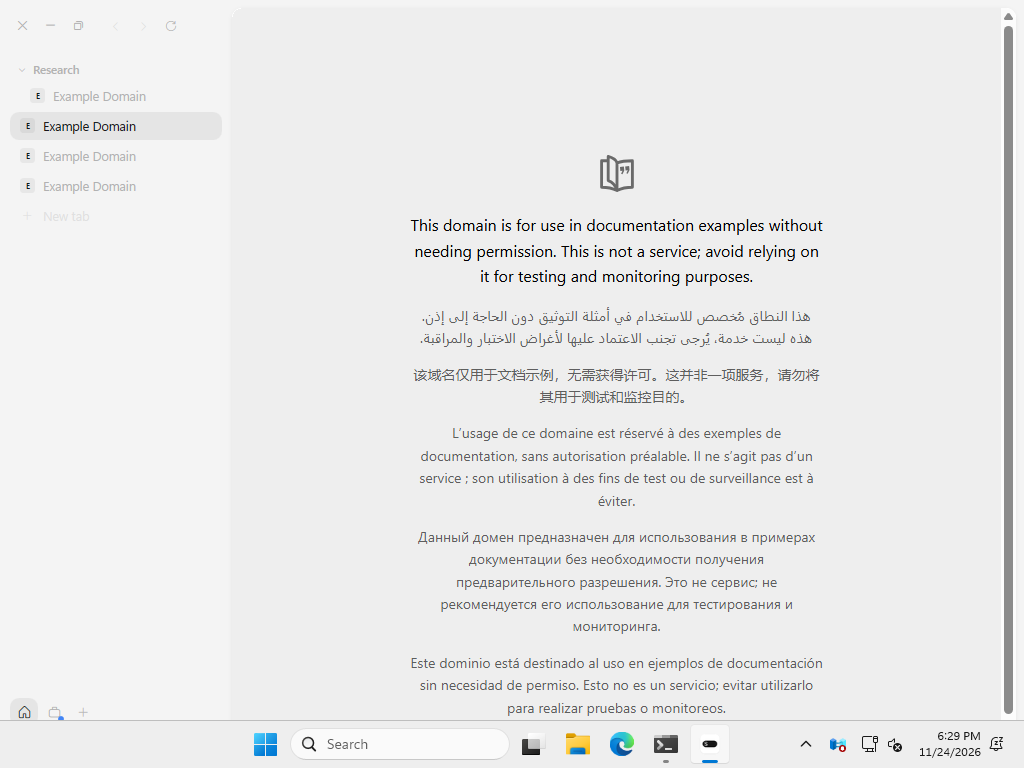 Research
E Example Domain
E Example Domain
E Example Domain
E Example Domain
+ New tab
This domain is for use in documentation examples without
needing permission. This is not a service; avoid relying on
it for testing and monitoring purposes.
هذا النطاق مُخصص للاستخدام في أمثلة التوثيق دون الحاجة إلى إذن.
هذه ليست خدمة، يُرجى تجنب الاعتماد عليها لأغراض الاختبار والمراقبة.
该域名仅用于文档示例，无需获得许可。这并非一项服务，请勿将
其用于测试和监控目的。
L’usage de ce domaine est réservé à des exemples de
documentation, sans autorisation préalable. Il ne s’agit pas d’un
service ; son utilisation à des fins de test ou de surveillance est à
éviter.
Данный домен предназначен для использования в примерах
документации без необходимости получения
предварительного разрешения. Это не сервис; не
рекомендуется его использование для тестирования и
мониторинга.
Este dominio está destinado al uso en ejemplos de documentación
sin necesidad de permiso. Esto no es un servicio; evitar utilizarlo
para realizar pruebas o monitoreos.
Search
6:29 PM
11/24/2026